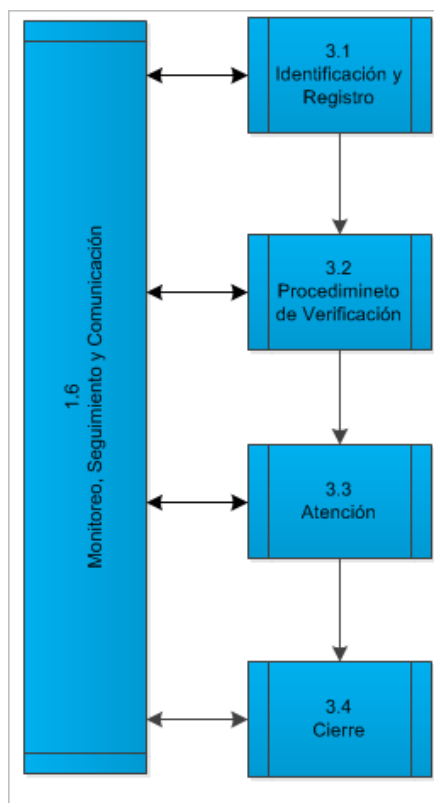 3.1
Identificación y
Registro
3.2
Procedimineto
de Verificación
1.6
Monitoreo, Seguimiento y Comunicación
3.3
Atención
3.4
Cierre